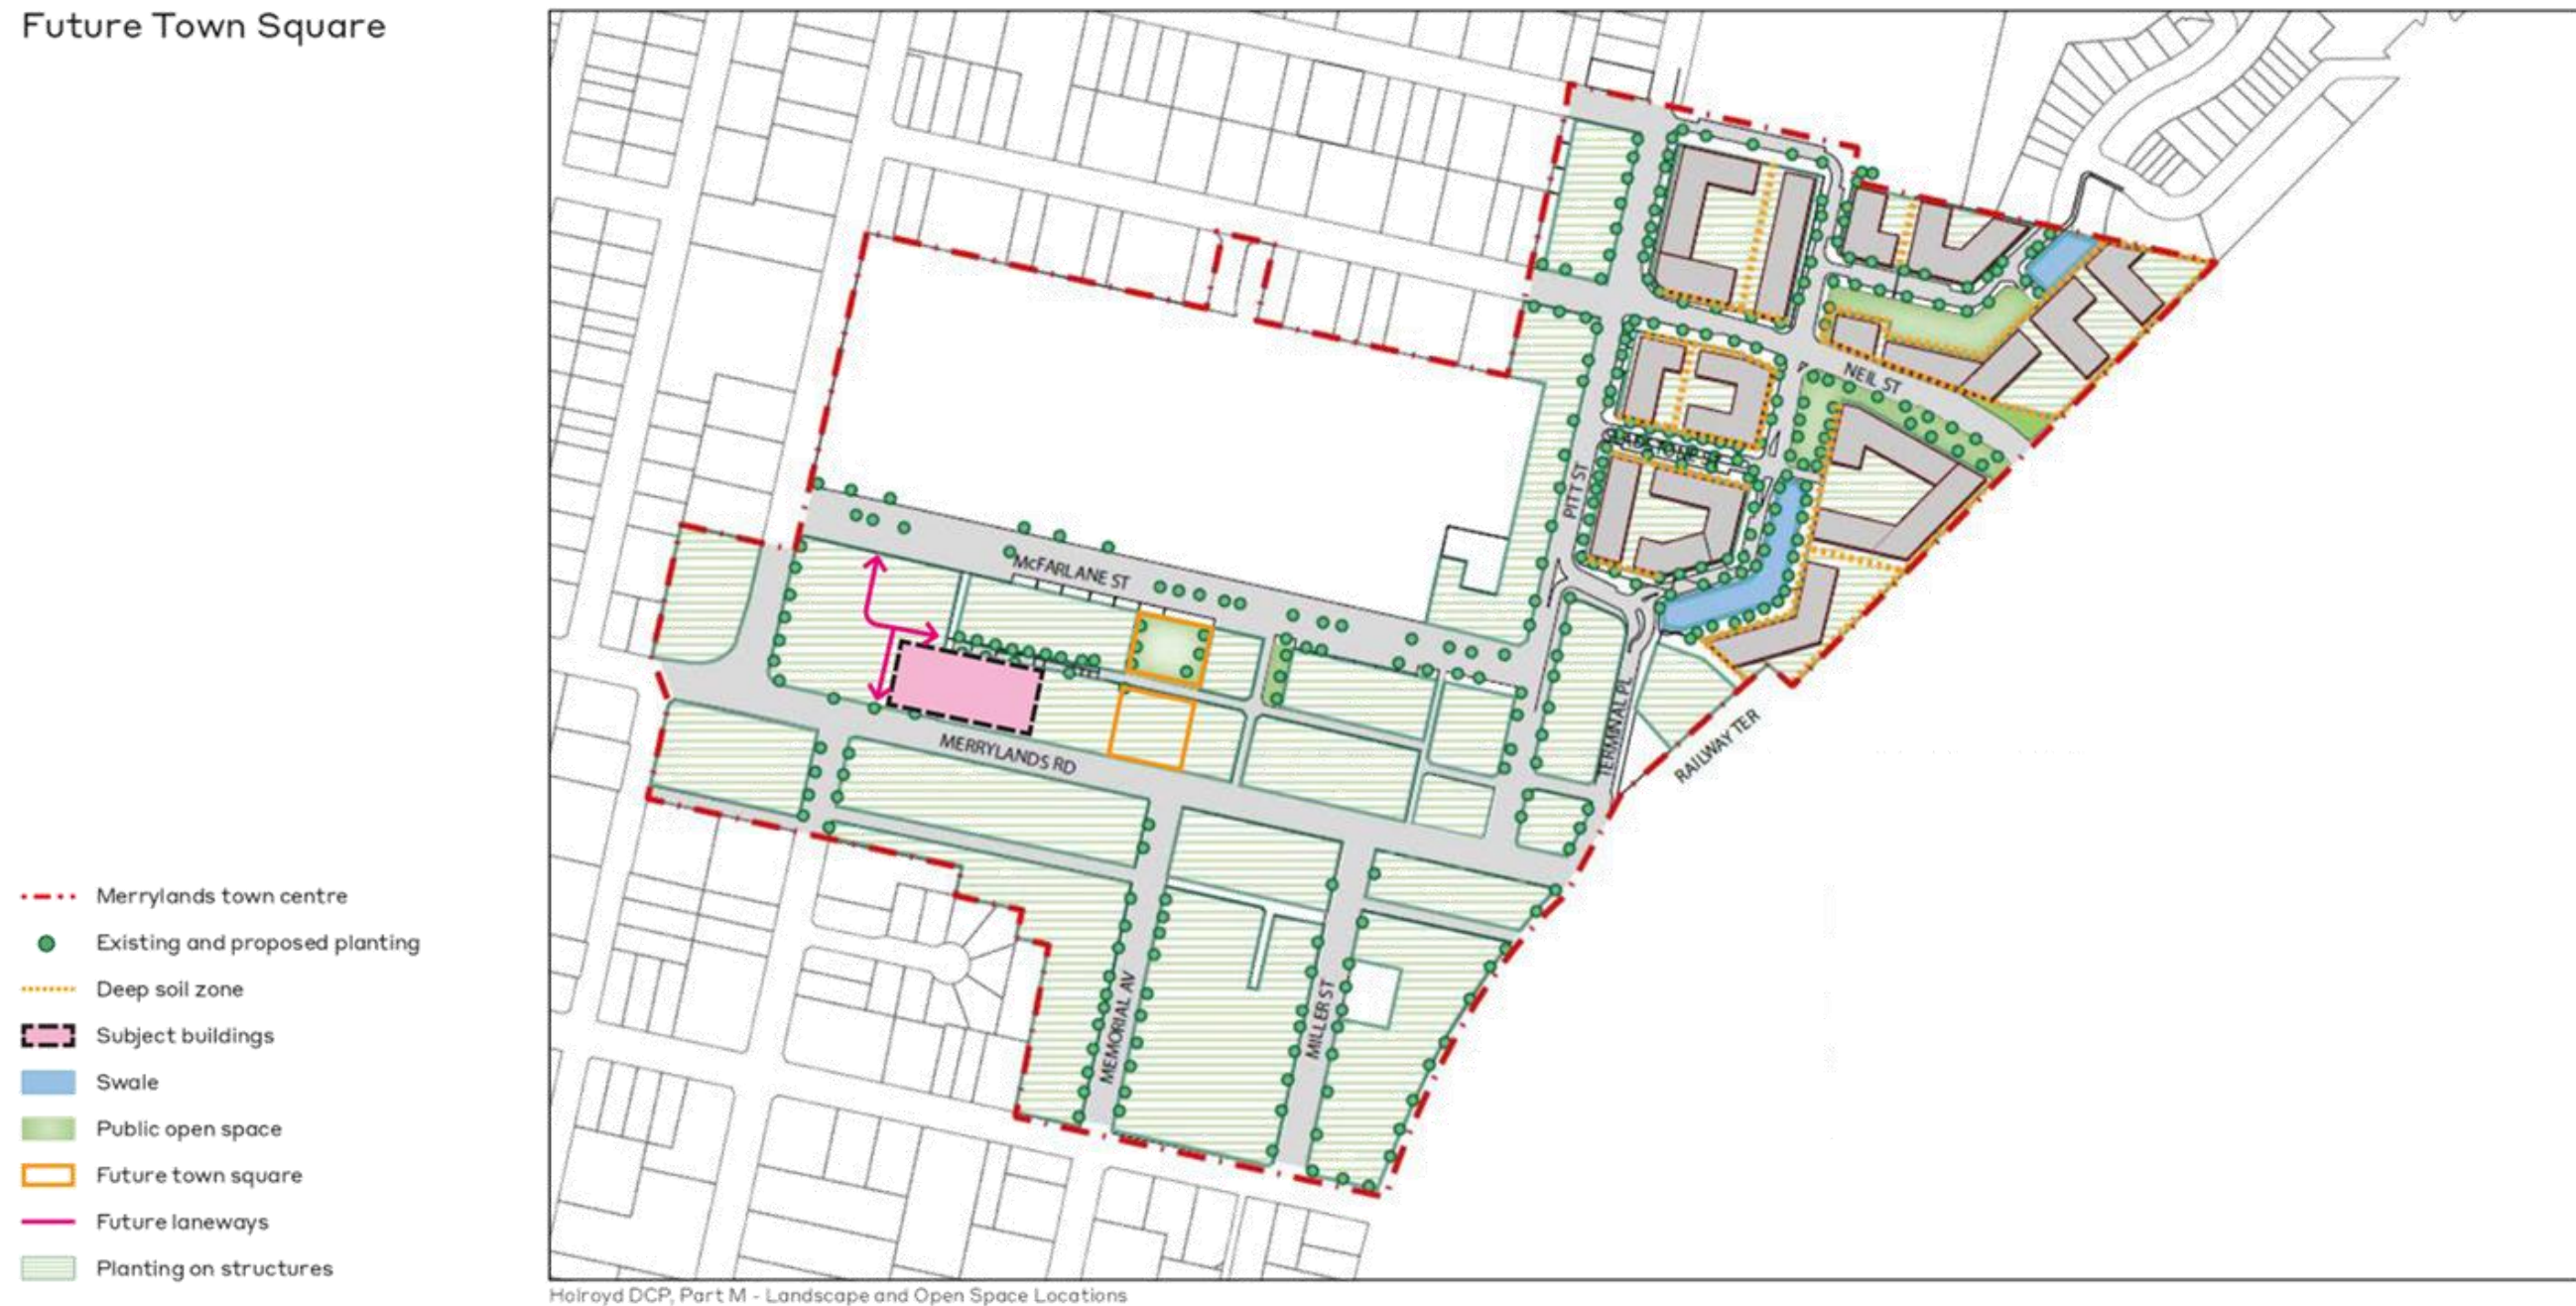 Future Town Square
NEIL ST
PITT ST
McFARLANE ST
MERRYLANDS RD
TERMINAL PL
RAILWAY TER
MEMORIAL AV
MILLER ST
Merrylands town centre
Existing and proposed planting
Deep soil zone
Subject buildings
Swale
Public open space
Future town square
Future laneways
Planting on structures
Holroyd DCP, Part M - Landscape and Open Space Locations